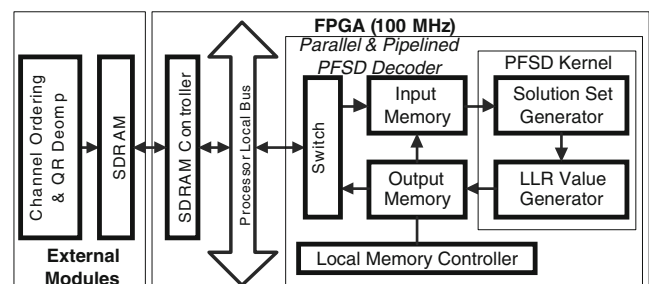 FPGA (100 MHz)
Parallel & Pipelined
PFSD Decoder
PFSD Kernel
Channel Ordering
& QR Deomp
SDRAM
SDRAM Controller
Processor Local Bus
Switch
Input
Memory
Solution Set
Generator
Output
Memory
LLR Value
Generator
Local Memory Controller
External
Modules